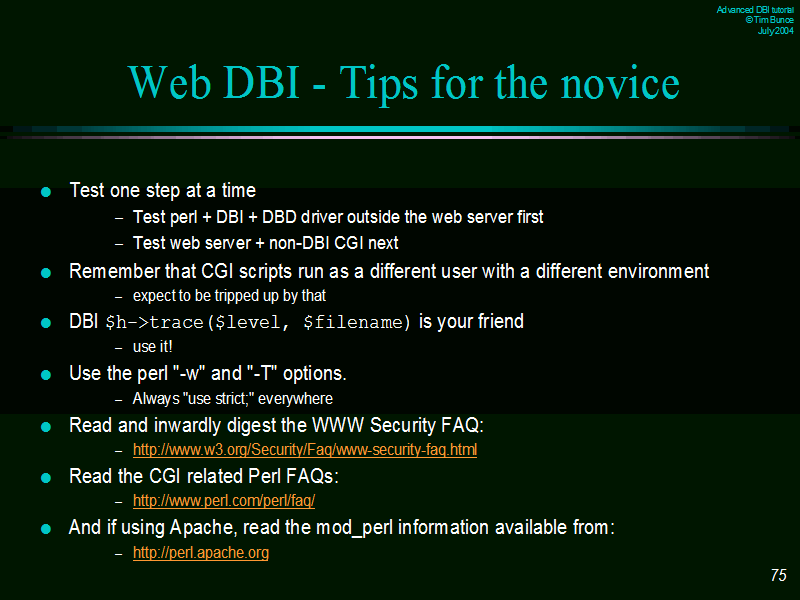 Advanced DBI tutorial
© Tim Bunce
July 2004
Web DBI - Tips for the novice
Test one step at a time
– Test perl + DBI + DBD driver outside the web server first
– Test web server + non-DBI CGI next
Remember that CGI scripts run as a different user with a different environment
– expect to be tripped up by that
DBI $h->trace($level, $filename) is your friend
– use it!
Use the perl "-w" and "-T" options.
– Always "use strict;" everywhere
Read and inwardly digest the WWW Security FAQ:
– http://www.w3.org/Security/Faq/www-security-faq.html
Read the CGI related Perl FAQs:
– http://www.perl.com/perl/faq/
And if using Apache, read the mod_perl information available from:
– http://perl.apache.org
75